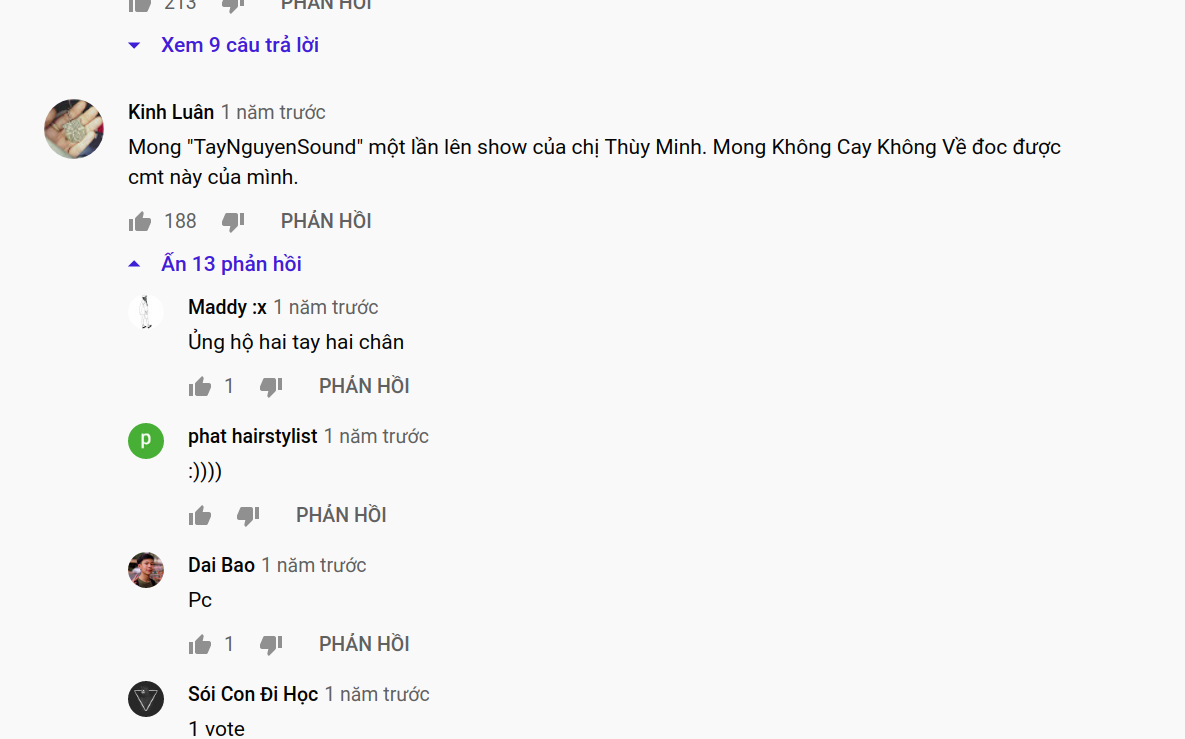 213 PHẢN HỒI
Xem 9 câu trả lời
Kinh Luân 1 năm trước
Mong "TayNguyenSound" một lần lên show của chị Thùy Minh. Mong Không Cay Không Về đoc được
cmt này của mình.
188 PHẢN HỒI
Ẩn 13 phản hồi
Maddy :x 1 năm trước
Ủng hộ hai tay hai chân
1 PHẢN HỒI
P
phat hairstylist 1 năm trước
:))))
PHẢN HỒI
Dai Bao 1 năm trước
Pc
1 PHẢN HỒI
Sói Con Đi Học 1 năm trước
1 vote